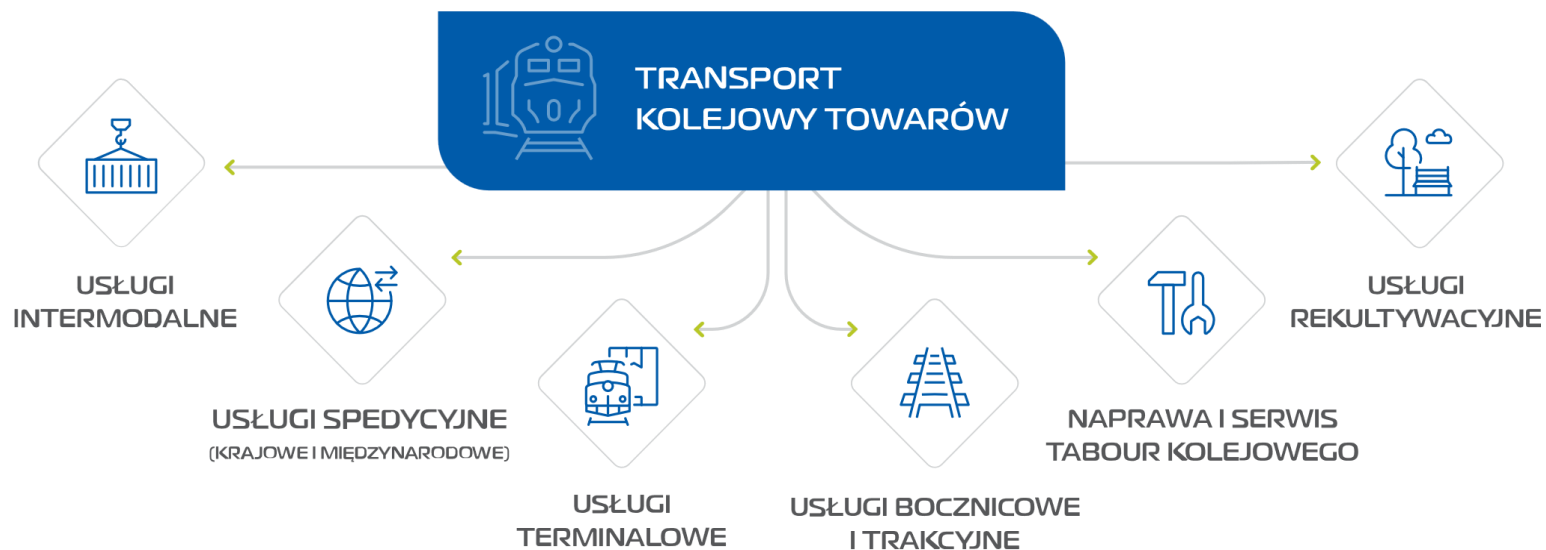 TRANSPORT
KOLEJOWY TOWARÓW
USŁUGI
INTERMODALNE
USŁUGI SPEDYCYJNE
(KRAJOWE I MIĘDZYNARODOWE)
USŁUGI
TERMINALOWE
USŁUGI BOCZNICOWE
I TRAKCYJNE
NAPRAWA I SERWIS
TABOUR KOLEJOWEGO
USŁUGI
REKULTYWACYJNE